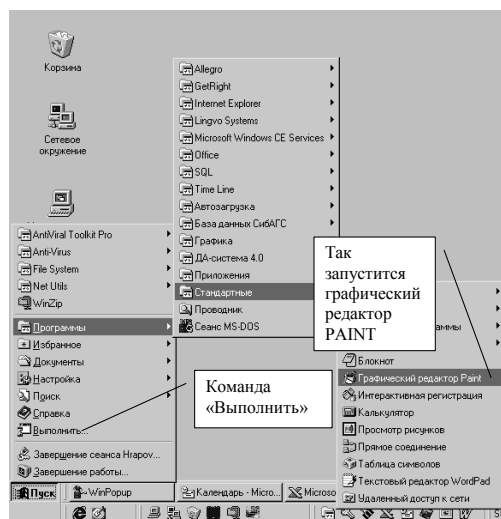 Корзина
Сетевое
окружение
AntiViral Toolkit Pro
Anti-Virus
File System
Net Utils
WinZip
Программы
Избранное
Документы
Настройка
Поиск
Справка
Выполнить...
Завершение сеанса Hrapov...
Завершение работы...
Allegro
GetRight
Internet Explorer
Lingvo Systems
Microsoft Windows CE Services
Office
SQL
Time Line
Автозагрузка
База данных СибАГС
Графика
ДА-система 4.0
Приложения
Стандартные
Проводник
Сеанс MS-DOS
Так
запустится
графический
редактор
PAINT
Команда
«Выполнить»
Блокнот
Графический редактор Paint
Интерактивная регистрация
Калькулятор
Просмотр рисунков
Прямое соединение
Таблица символов
Текстовый редактор WordPad
Удаленный доступ к сети
Пуск
WinPopup
Календарь - Micro...
Microso